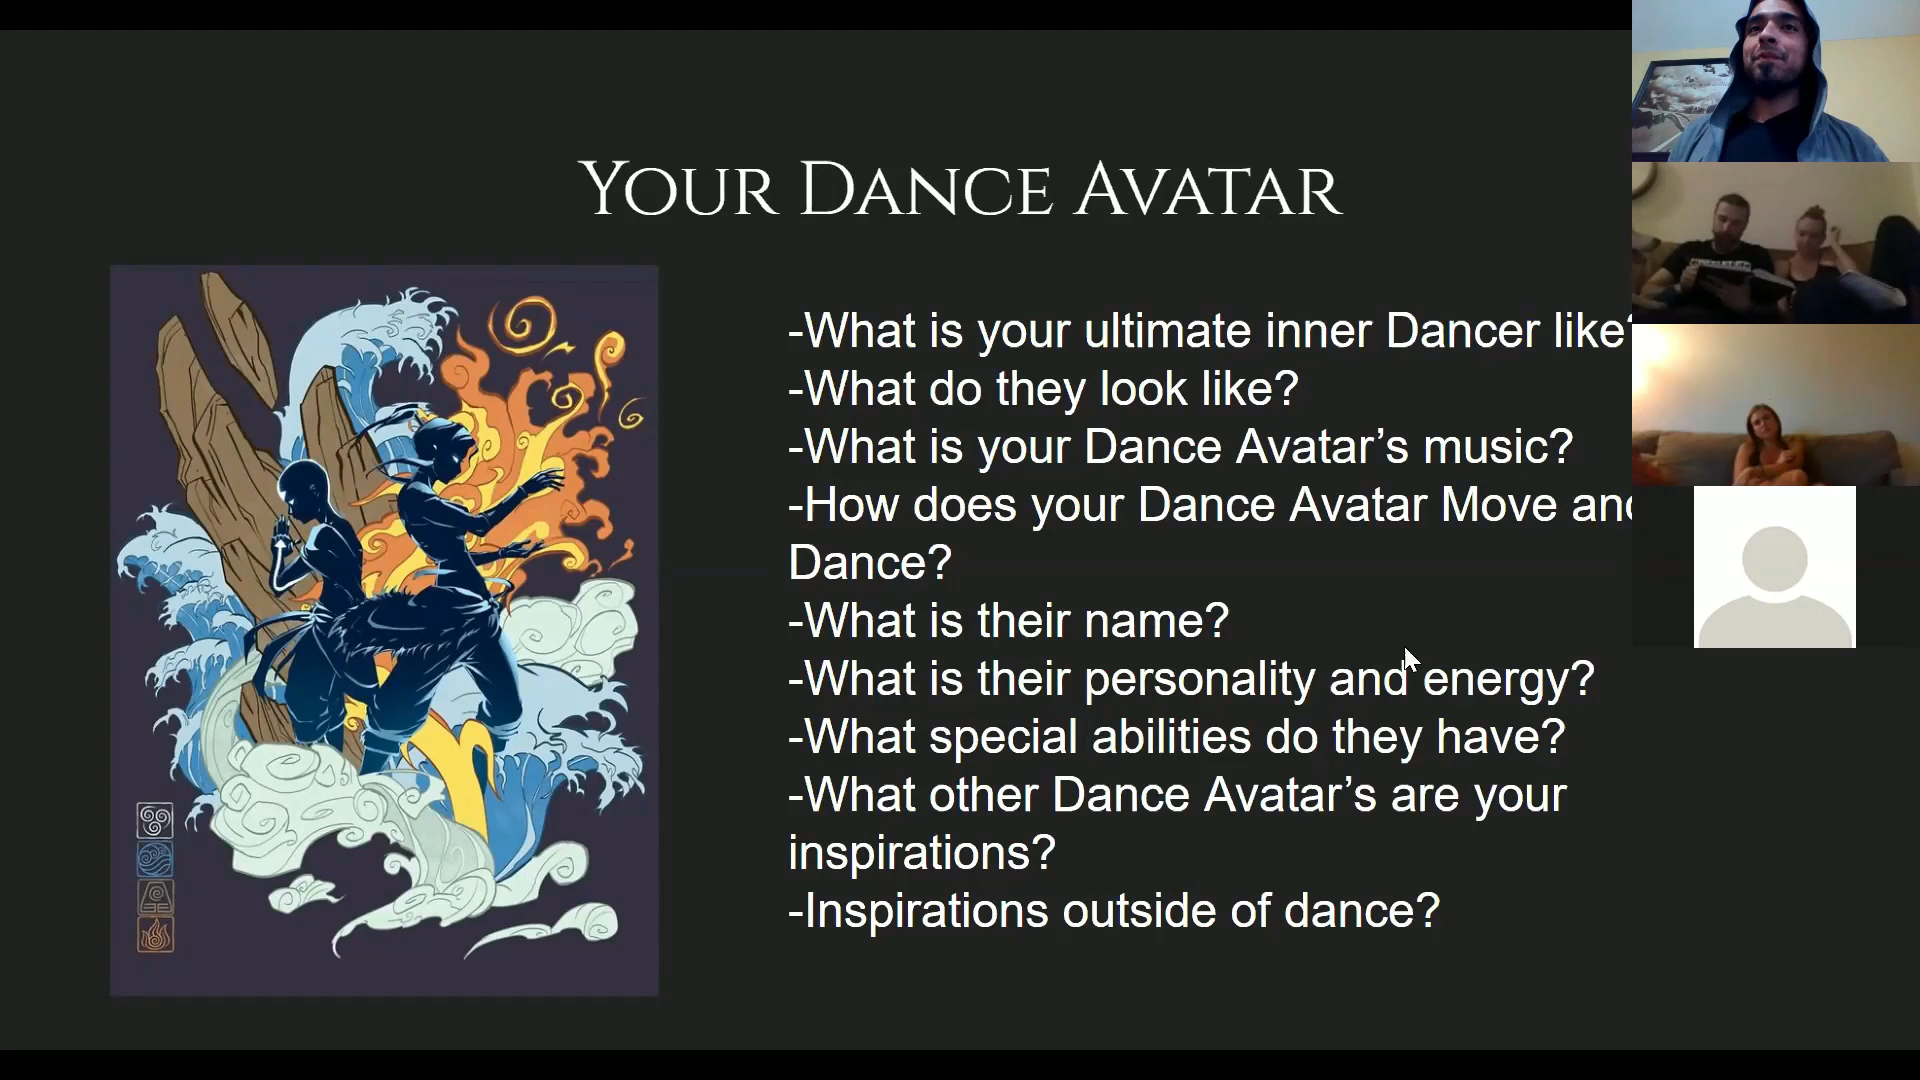 YOUR DANCE AVATAR
-What is your ultimate inner Dancer like?
-What do they look like?
-What is your Dance Avatar’s music?
-How does your Dance Avatar Move and
Dance?
-What is their name?
-What is their personality and energy?
-What special abilities do they have?
-What other Dance Avatar’s are your
inspirations?
-Inspirations outside of dance?